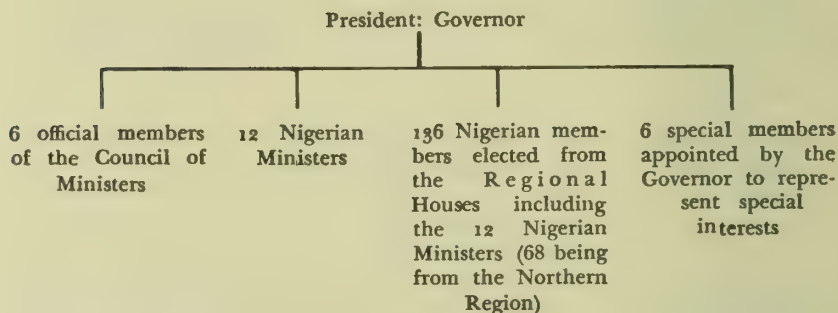 President: Governor
6 official members
of the Council of
Ministers
12 Nigerian
Ministers
136 Nigerian mem-
bers elected from
the Regional
Houses including
the 12 Nigerian
Ministers (68 being
from the Northern
Region)
6 special members
appointed by the
Governor to repre-
sent special
interests